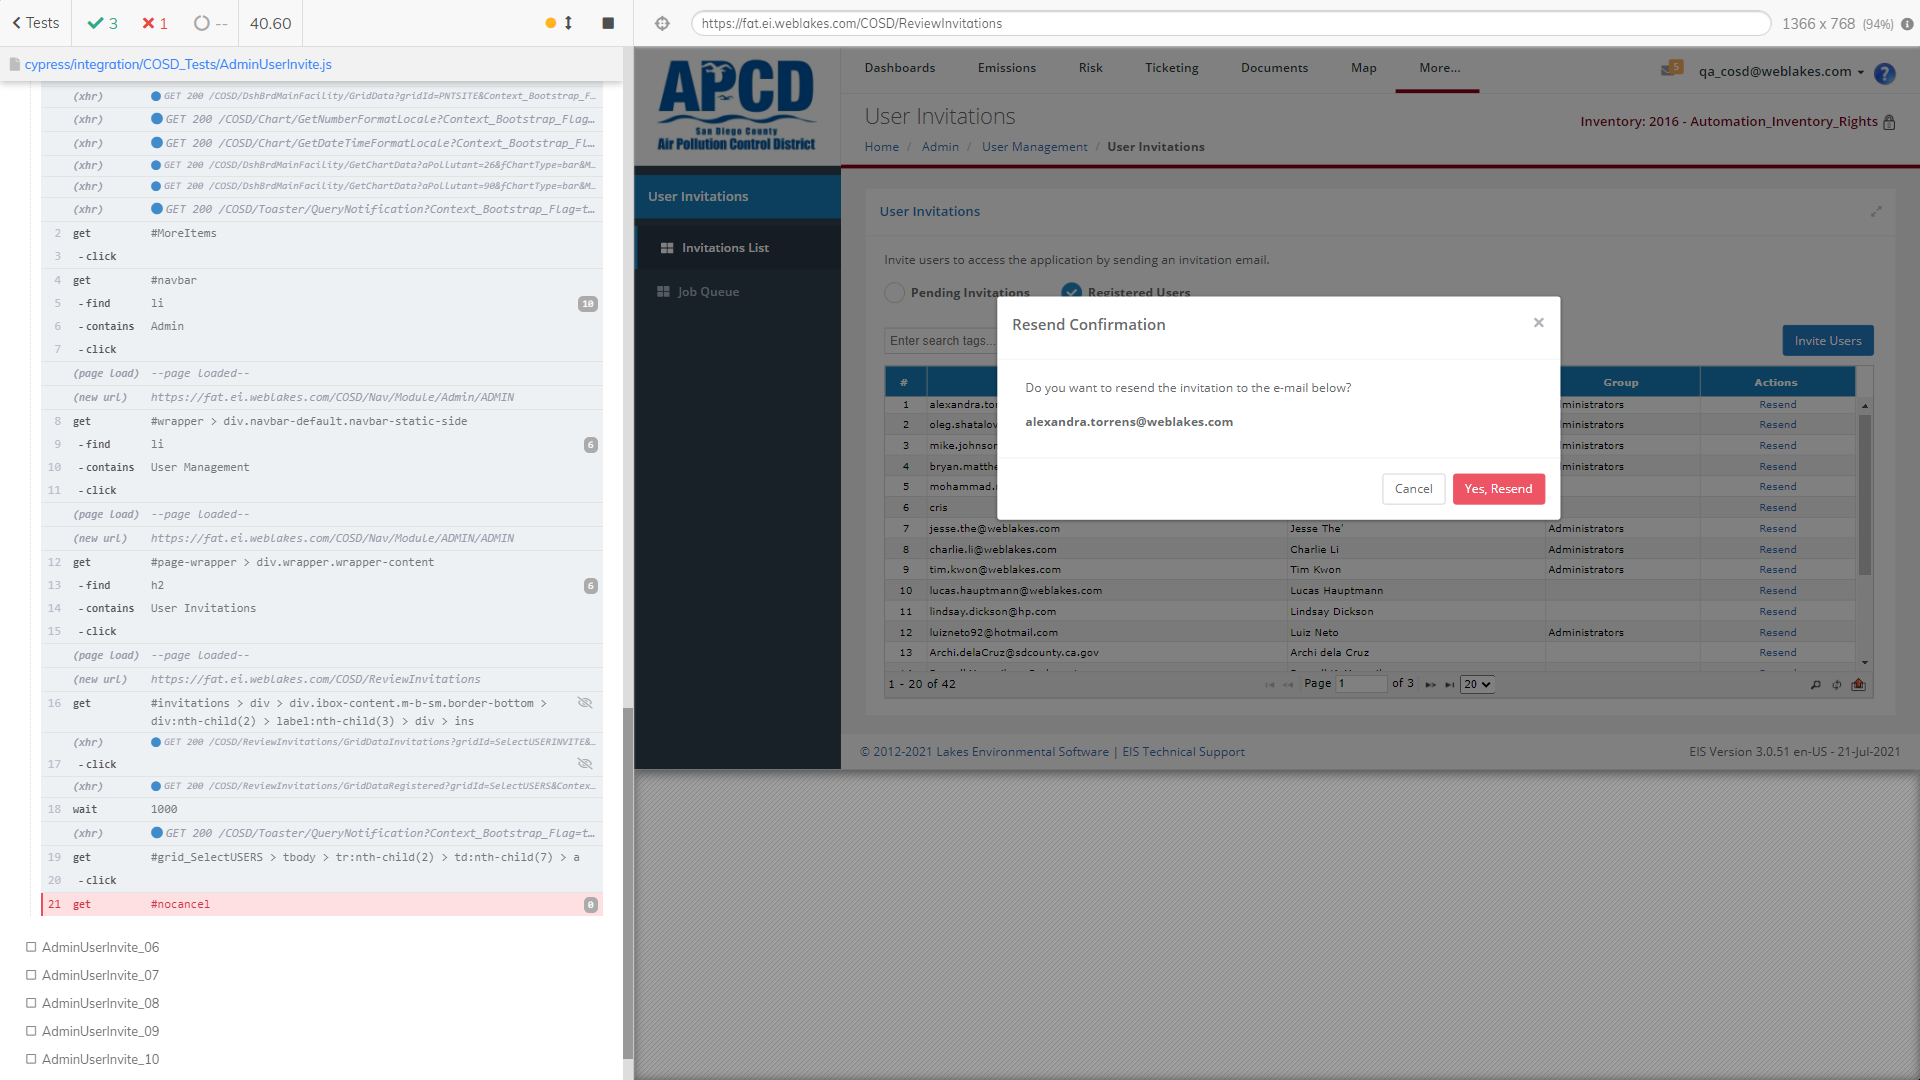 Tests
3
1
--
40.60
https://fat.ei.weblakes.com/COSD/ReviewInvitations
1366 x 768 (94%)
cypress/integration/COSD_Tests/AdminUserInvite.js
(xhr) GET 200 /COSD/DshBrdMainFacility/GridData?gridId=PNTSITE&Context_Bootstrap_F…
(xhr) GET 200 /COSD/Chart/GetNumberFormatLocale?Context_Bootstrap_Flag…
(xhr) GET 200 /COSD/Chart/GetDateTimeFormatLocale?Context_Bootstrap_Fl…
(xhr) GET 200 /COSD/DshBrdMainFacility/GetChartData?aPollutant=26&fChartType=bar&M…
(xhr) GET 200 /COSD/DshBrdMainFacility/GetChartData?aPollutant=90&fChartType=bar&M…
(xhr) GET 200 /COSD/Toaster/QueryNotification?Context_Bootstrap_Flag=t…
2 get #MoreItems
3 -click
4 get #navbar
5 -find li 10
6 -contains Admin
7 -click
(page load) --page loaded--
(new url) https://fat.ei.weblakes.com/COSD/Nav/Module/Admin/ADMIN
8 get #wrapper > div.navbar-default.navbar-static-side
9 -find li 6
10 -contains User Management
11 -click
(page load) --page loaded--
(new url) https://fat.ei.weblakes.com/COSD/Nav/Module/ADMIN/ADMIN
12 get #page-wrapper > div.wrapper.wrapper-content
13 -find h2 6
14 -contains User Invitations
15 -click
(page load) --page loaded--
(new url) https://fat.ei.weblakes.com/COSD/ReviewInvitations
16 get #invitations > div > div.ibox-content.m-b-sm.border-bottom >
div:nth-child(2) > label:nth-child(3) > div > ins
(xhr) GET 200 /COSD/ReviewInvitations/GridDataInvitations?gridId=SelectUSERINVITE&…
17 -click
(xhr) GET 200 /COSD/ReviewInvitations/GridDataRegistered?gridId=SelectUSERS&Contex…
18 wait 1000
(xhr) GET 200 /COSD/Toaster/QueryNotification?Context_Bootstrap_Flag=t…
19 get #grid_SelectUSERS > tbody > tr:nth-child(2) > td:nth-child(7) > a
20 -click
21 get #nocancel 0
AdminUserInvite_06
AdminUserInvite_07
AdminUserInvite_08
AdminUserInvite_09
AdminUserInvite_10
APCD
San Diego County
Air Pollution Control District
Dashboards Emissions Risk Ticketing Documents Map More...
5 qa_cosd@weblakes.com ?
User Invitations
Inventory: 2016 - Automation_Inventory_Rights
Home / Admin / User Management / User Invitations
User Invitations
Invitations List
Job Queue
User Invitations
Invite users to access the application by sending an invitation email.
Pending Invitations Registered Users
Enter search tags...
Invite Users
Resend Confirmation ×
Do you want to resend the invitation to the e-mail below?
alexandra.torrens@weblakes.com
Cancel Yes, Resend
# Group Actions
1 alexandra.tor ministrators Resend
2 oleg.shatalov ministrators Resend
3 mike.johnson ministrators Resend
4 bryan.matthe ministrators Resend
5 mohammad. Resend
6 cris Resend
7 jesse.the@weblakes.com Jesse The' Administrators Resend
8 charlie.li@weblakes.com Charlie Li Administrators Resend
9 tim.kwon@weblakes.com Tim Kwon Administrators Resend
10 lucas.hauptmann@weblakes.com Lucas Hauptmann Resend
11 lindsay.dickson@hp.com Lindsay Dickson Resend
12 luizneto92@hotmail.com Luiz Neto Administrators Resend
13 Archi.delaCruz@sdcounty.ca.gov Archi dela Cruz Resend
1 - 20 of 42 Page 1 of 3 20
© 2012-2021 Lakes Environmental Software | EIS Technical Support
EIS Version 3.0.51 en-US - 21-Jul-2021